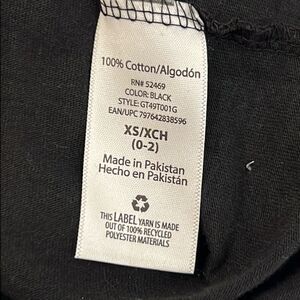 100% Cotton/Algodón
RN# 52469
COLOR: BLACK
STYLE: GT49T001G
EAN/UPC 797642838596
XS/XCH
(0-2)
Made in Pakistan
Hecho en Pakistán
THIS LABEL YARN IS MADE
OUT OF 100% RECYCLED
POLYESTER MATERIALS